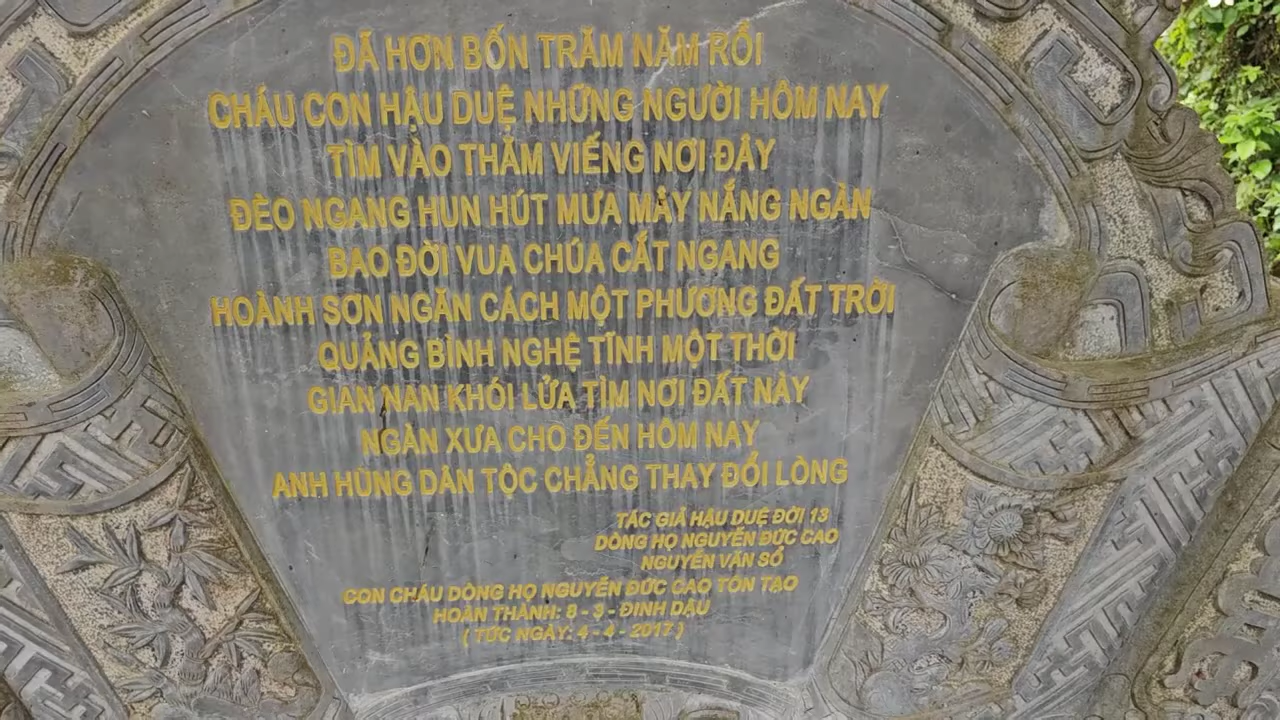 ĐÃ HƠN BỐN TRĂM NĂM RỒI
CHÁU CON HẬU DUỆ NHỮNG NGƯỜI HÔM NAY
TÌM VÀO THĂM VIẾNG NƠI ĐÂY
ĐÈO NGANG HUN HÚT MƯA MÂY NẮNG NGÀN
BAO ĐỜI VUA CHÚA CẮT NGANG
HOÀNH SƠN NGĂN CÁCH MỘT PHƯƠNG ĐẤT TRỜI
QUẢNG BÌNH NGHỆ TĨNH MỘT THỜI
GIAN NAN KHÓI LỬA TÌM NƠI ĐẤT NÀY
NGÀN XƯA CHO ĐẾN HÔM NAY
ANH HÙNG DÂN TỘC CHẲNG THAY ĐỔI LÒNG
TÁC GIẢ HẬU DUỆ ĐỜI 13
DÒNG HỌ NGUYỄN ĐỨC CAO
NGUYỄN VĂN SỔ
CON CHÁU DÒNG HỌ NGUYỄN ĐỨC CAO TÔN TẠO
HOÀN THÀNH: 8 - 3 - ĐINH DẬU
( TỨC NGÀY: 4 - 4 - 2017 )